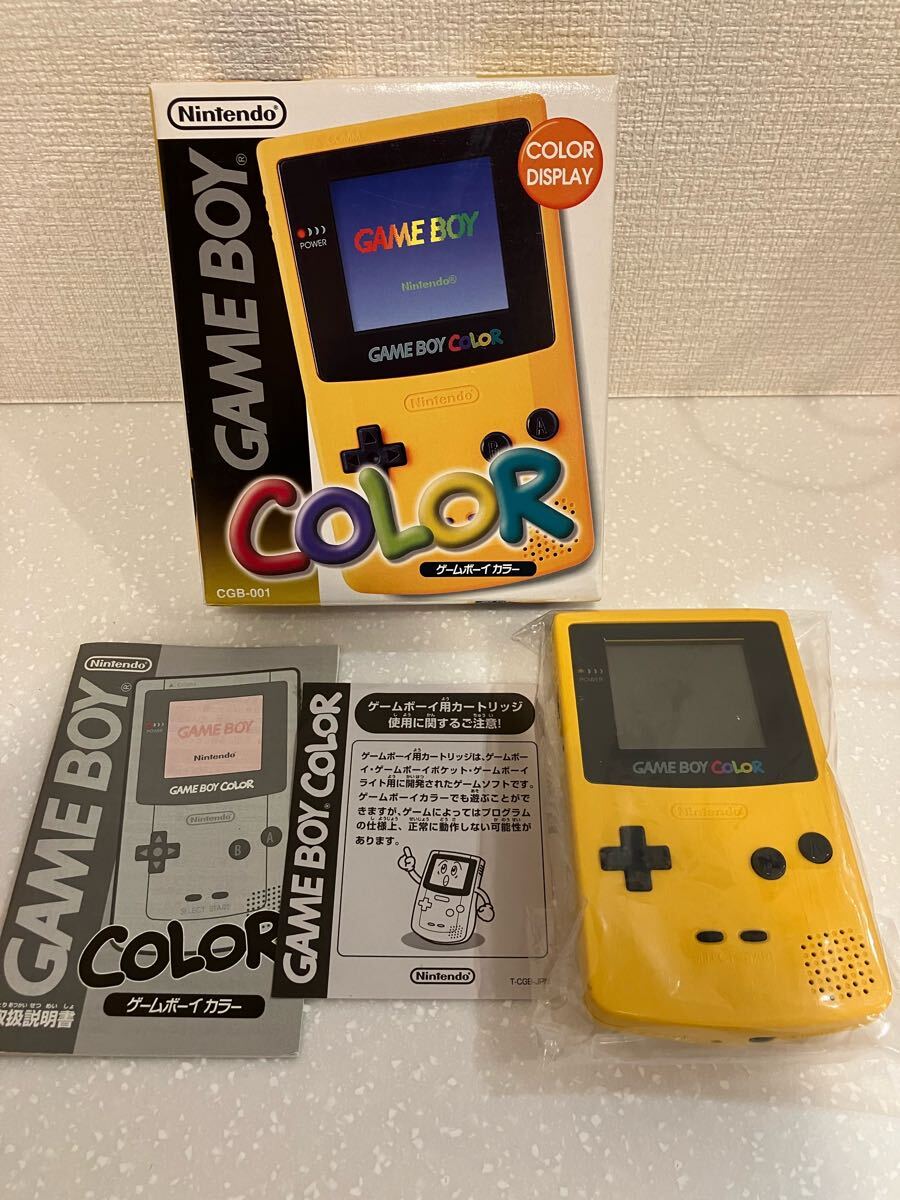 Nintendo®
GAME BOY®
COLOR
DISPLAY
POWER
GAME BOY
Nintendo®
GAME BOY COLOR
Nintendo
B
A
COLOR
ゲームボーイカラー
CGB-001
Nintendo®
GAME BOY®
POWER
GAME BOY
Nintendo
GAME BOY COLOR
Nintendo
B
A
SELECT START
COLOR
ゲームボーイカラー
取扱説明書
GAME BOY COLOR
ゲームボーイ用カートリッジ
使用に関するご注意!
ゲームボーイ用カートリッジは、ゲームボー
イ・ゲームボーイポケット・ゲームボーイ
ライト用に開発されたゲームソフトです。
ゲームボーイカラーでも遊ぶことがで
きますが、ゲームによってはプログラム
の仕様上、正常に動作しない可能性が
あります。
Nintendo®
T-CGB-JPN
POWER
GAME BOY COLOR
Nintendo
B
A
SELECT START